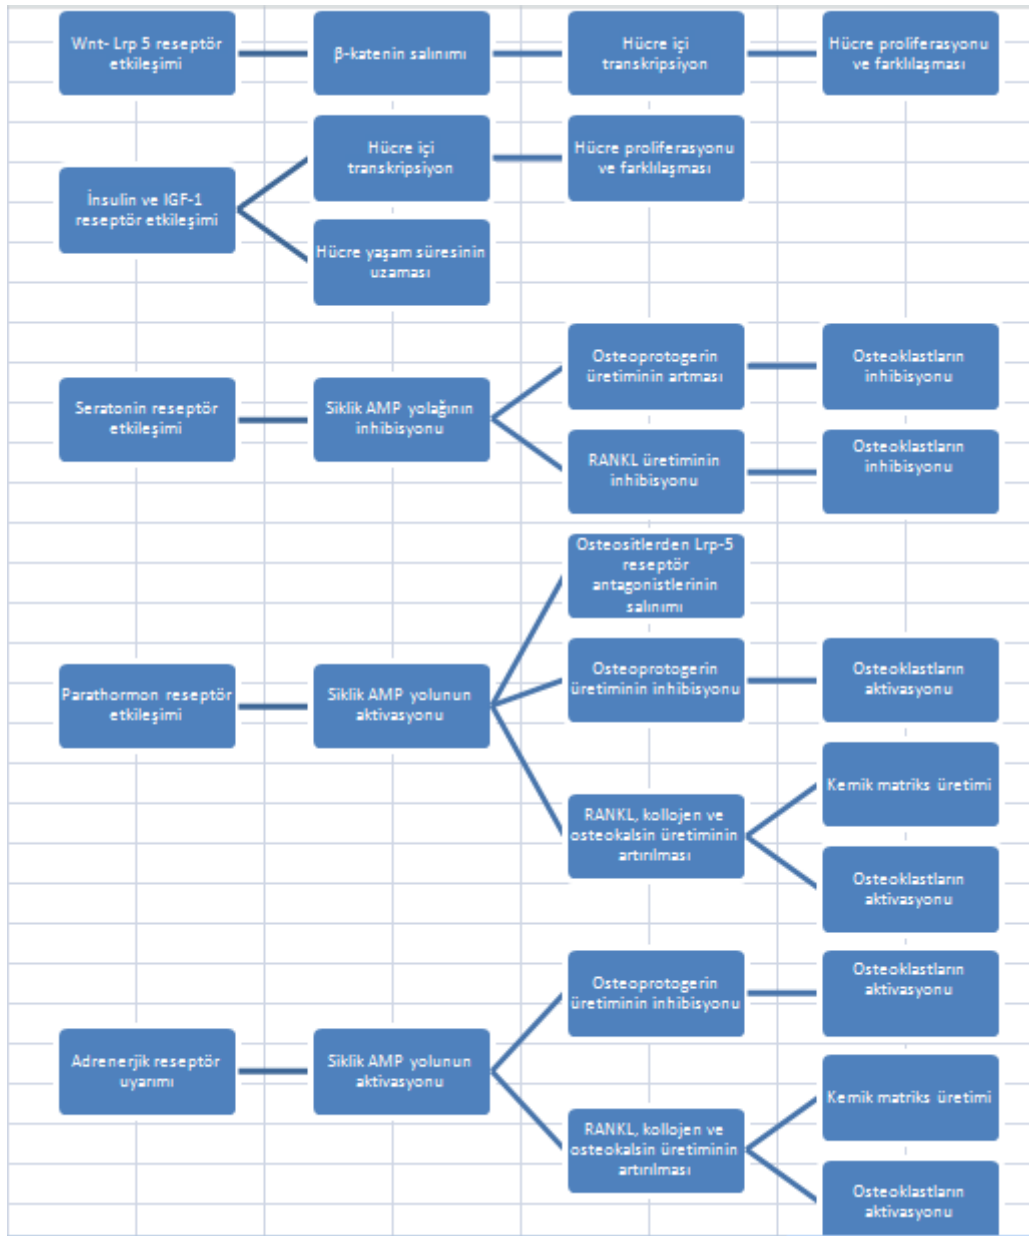 Wnt- Lrp 5 reseptör
etkileşimi
β-katenin salınımı
Hücre içi
transkripsiyon
Hücre proliferasyonu
ve farklılaşması
İnsulin ve IGF-1
reseptör etkileşimi
Hücre içi
transkripsiyon
Hücre proliferasyonu
ve farklılaşması
Hücre yaşam süresinin
uzaması
Seratonin reseptör
etkileşimi
Siklik AMP yolağının
inhibisyonu
Osteoprotogerin
üretiminin artması
Osteoklastların
inhibisyonu
RANKL üretiminin
inhibisyonu
Osteoklastların
inhibisyonu
Parathormon reseptör
etkileşimi
Siklik AMP yolunun
aktivasyonu
Osteositlerden Lrp-5
reseptör
antagonistlerinin
salınımı
Osteoprotogerin
üretiminin inhibisyonu
Osteoklastların
aktivasyonu
RANKL, kollojen ve
osteokalsin üretiminin
artırılması
Kemik matriks üretimi
Osteoklastların
aktivasyonu
Adrenerjik reseptör
uyarımı
Siklik AMP yolunun
aktivasyonu
Osteoprotogerin
üretiminin inhibisyonu
Osteoklastların
aktivasyonu
RANKL, kollojen ve
osteokalsin üretiminin
artırılması
Kemik matriks üretimi
Osteoklastların
aktivasyonu